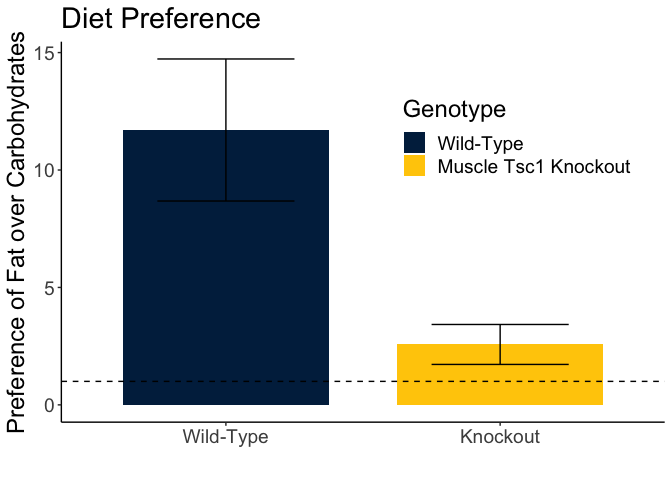 Diet Preference
Preference of Fat over Carbohydrates
15
10
5
0
Genotype
Wild-Type
Muscle Tsc1 Knockout
Wild-Type
Knockout